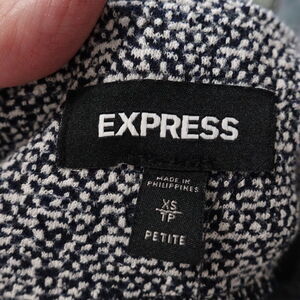 EXPRESS
MADE IN
PHILIPPINES
XS
TP
PETITE